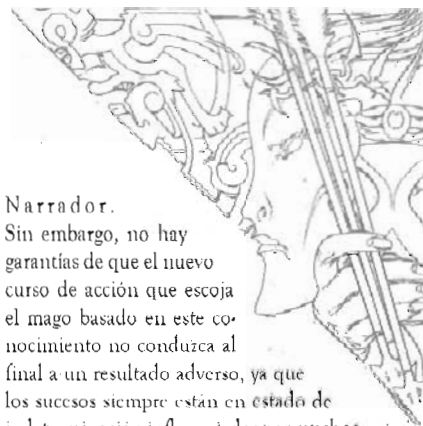 Narrador.
Sin embargo, no hay
garantías de que el nuevo
curso de acción que escoja
el mago basado en este co-
nocimiento no conduzca al
final a un resultado adverso, ya que
los sucesos siempre están en estado de